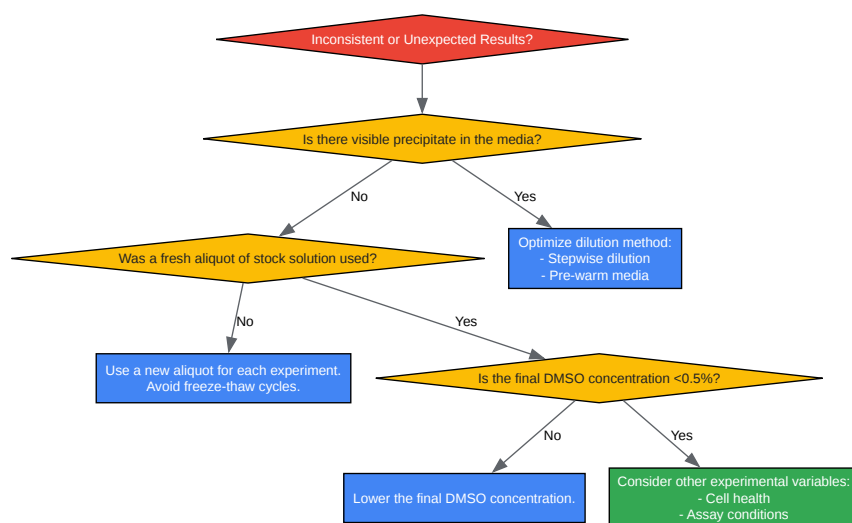 Inconsistent or Unexpected Results?
Is there visible precipitate in the media?
No
Yes
Was a fresh aliquot of stock solution used?
Optimize dilution method:
- Stepwise dilution
- Pre-warm media
No
Yes
Use a new aliquot for each experiment.
Avoid freeze-thaw cycles.
Is the final DMSO concentration <0.5%?
No
Yes
Lower the final DMSO concentration.
Consider other experimental variables:
- Cell health
- Assay conditions